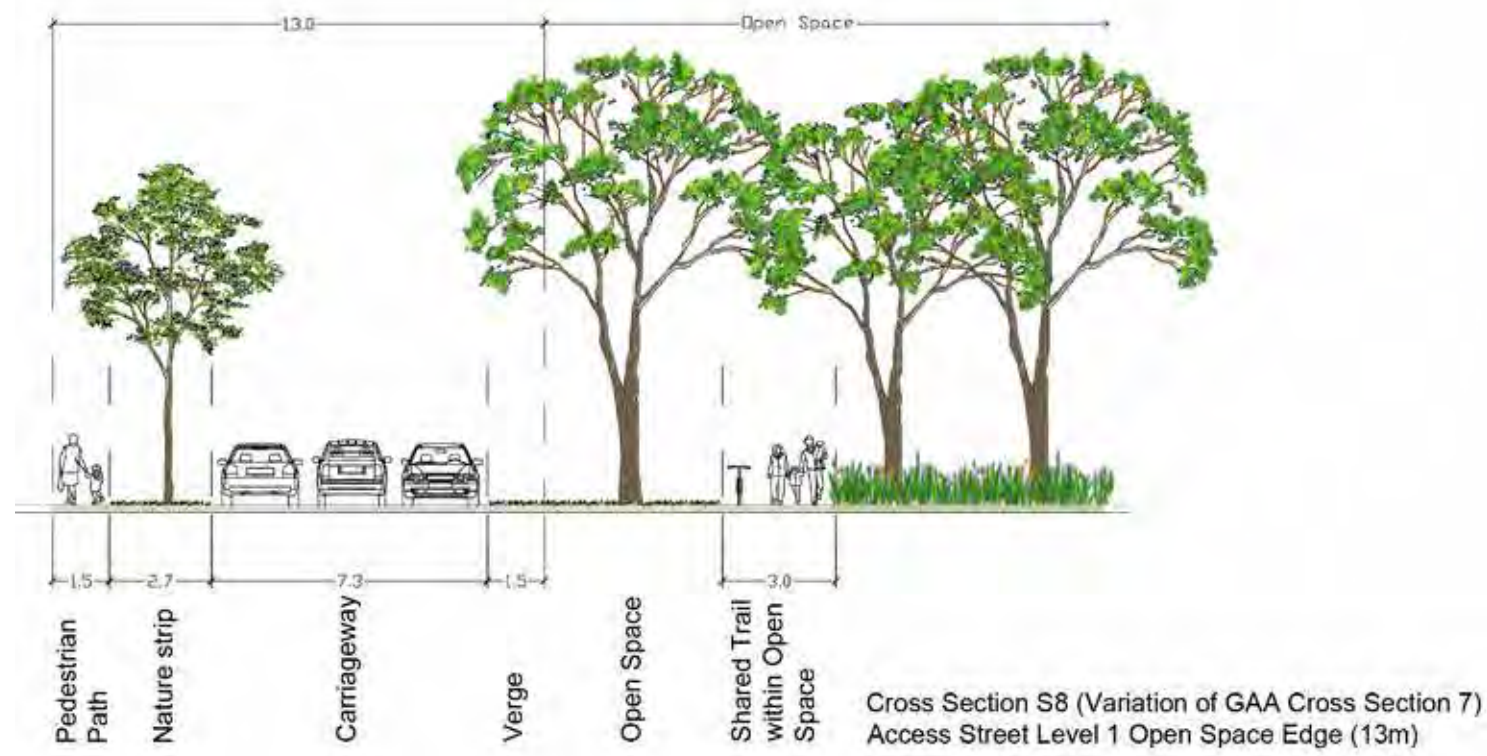 13.0
Open Space
1.5
2.7
7.3
1.5
3.0
Pedestrian
Path
Nature strip
Carriageway
Verge
Open Space
Shared Trail
within Open
Space
Cross Section S8 (Variation of GAA Cross Section 7)
Access Street Level 1 Open Space Edge (13m)